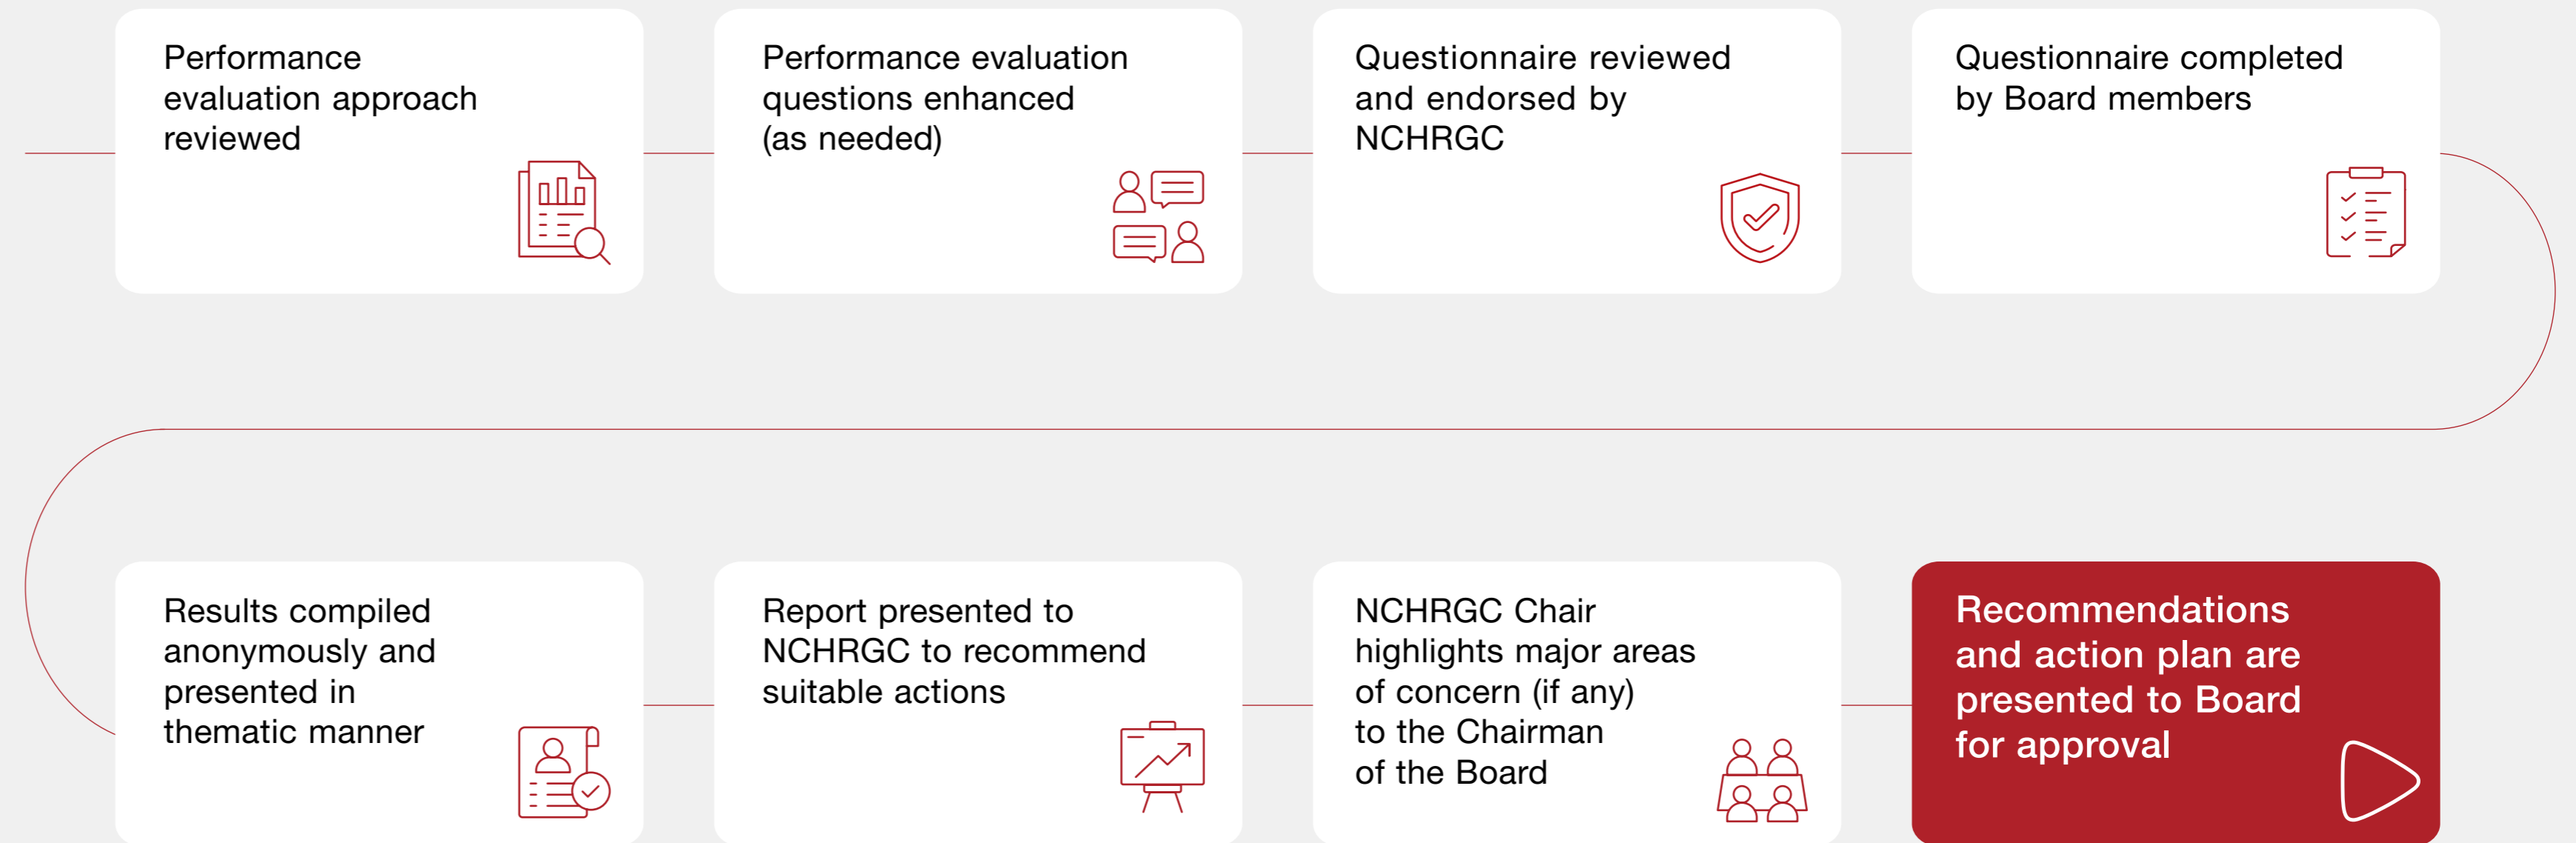 Performance
evaluation approach
reviewed
Performance evaluation
questions enhanced
(as needed)
Questionnaire reviewed
and endorsed by
NCHRGC
Questionnaire completed
by Board members
Results compiled
anonymously and
presented in
thematic manner
Report presented to
NCHRGC to recommend
suitable actions
NCHRGC Chair
highlights major areas
of concern (if any)
to the Chairman
of the Board
Recommendations
and action plan are
presented to Board
for approval